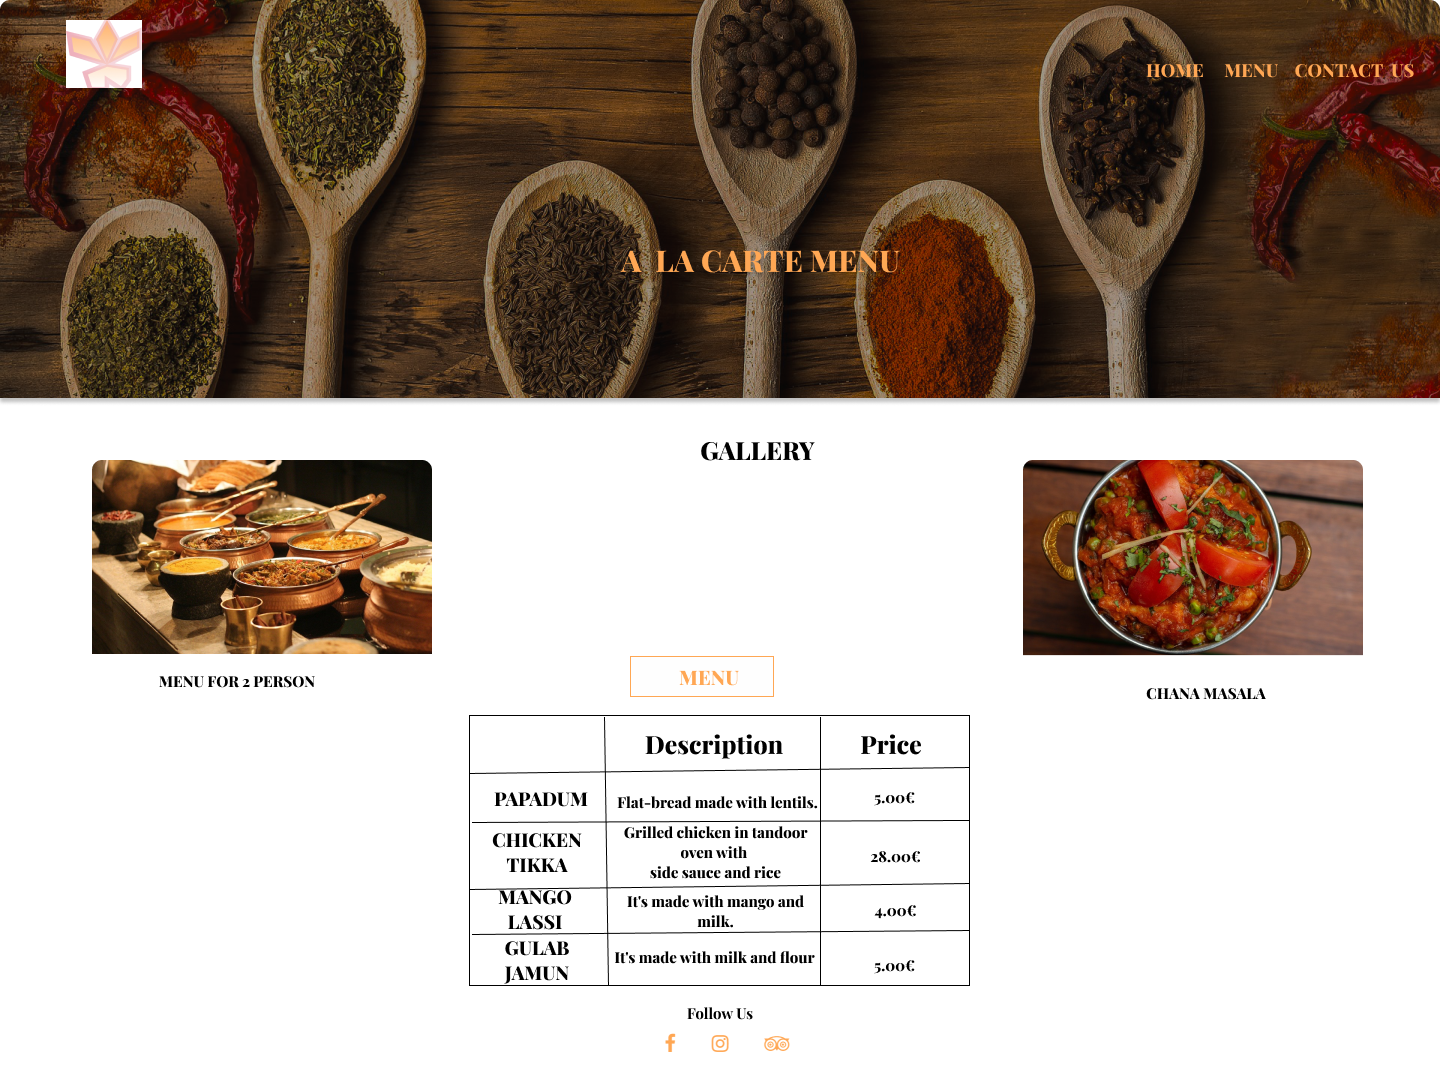 HOME MENU CONTACT US
A LA CARTE MENU
GALLERY
MENU FOR 2 PERSON
CHANA MASALA
MENU
Description Price
PAPADUM Flat-bread made with lentils. 5.00€
CHICKEN
TIKKA
Grilled chicken in tandoor
oven with
side sauce and rice
28.00€
MANGO
LASSI
It's made with mango and
milk.
4.00€
GULAB
JAMUN
It's made with milk and flour
5.00€
Follow Us